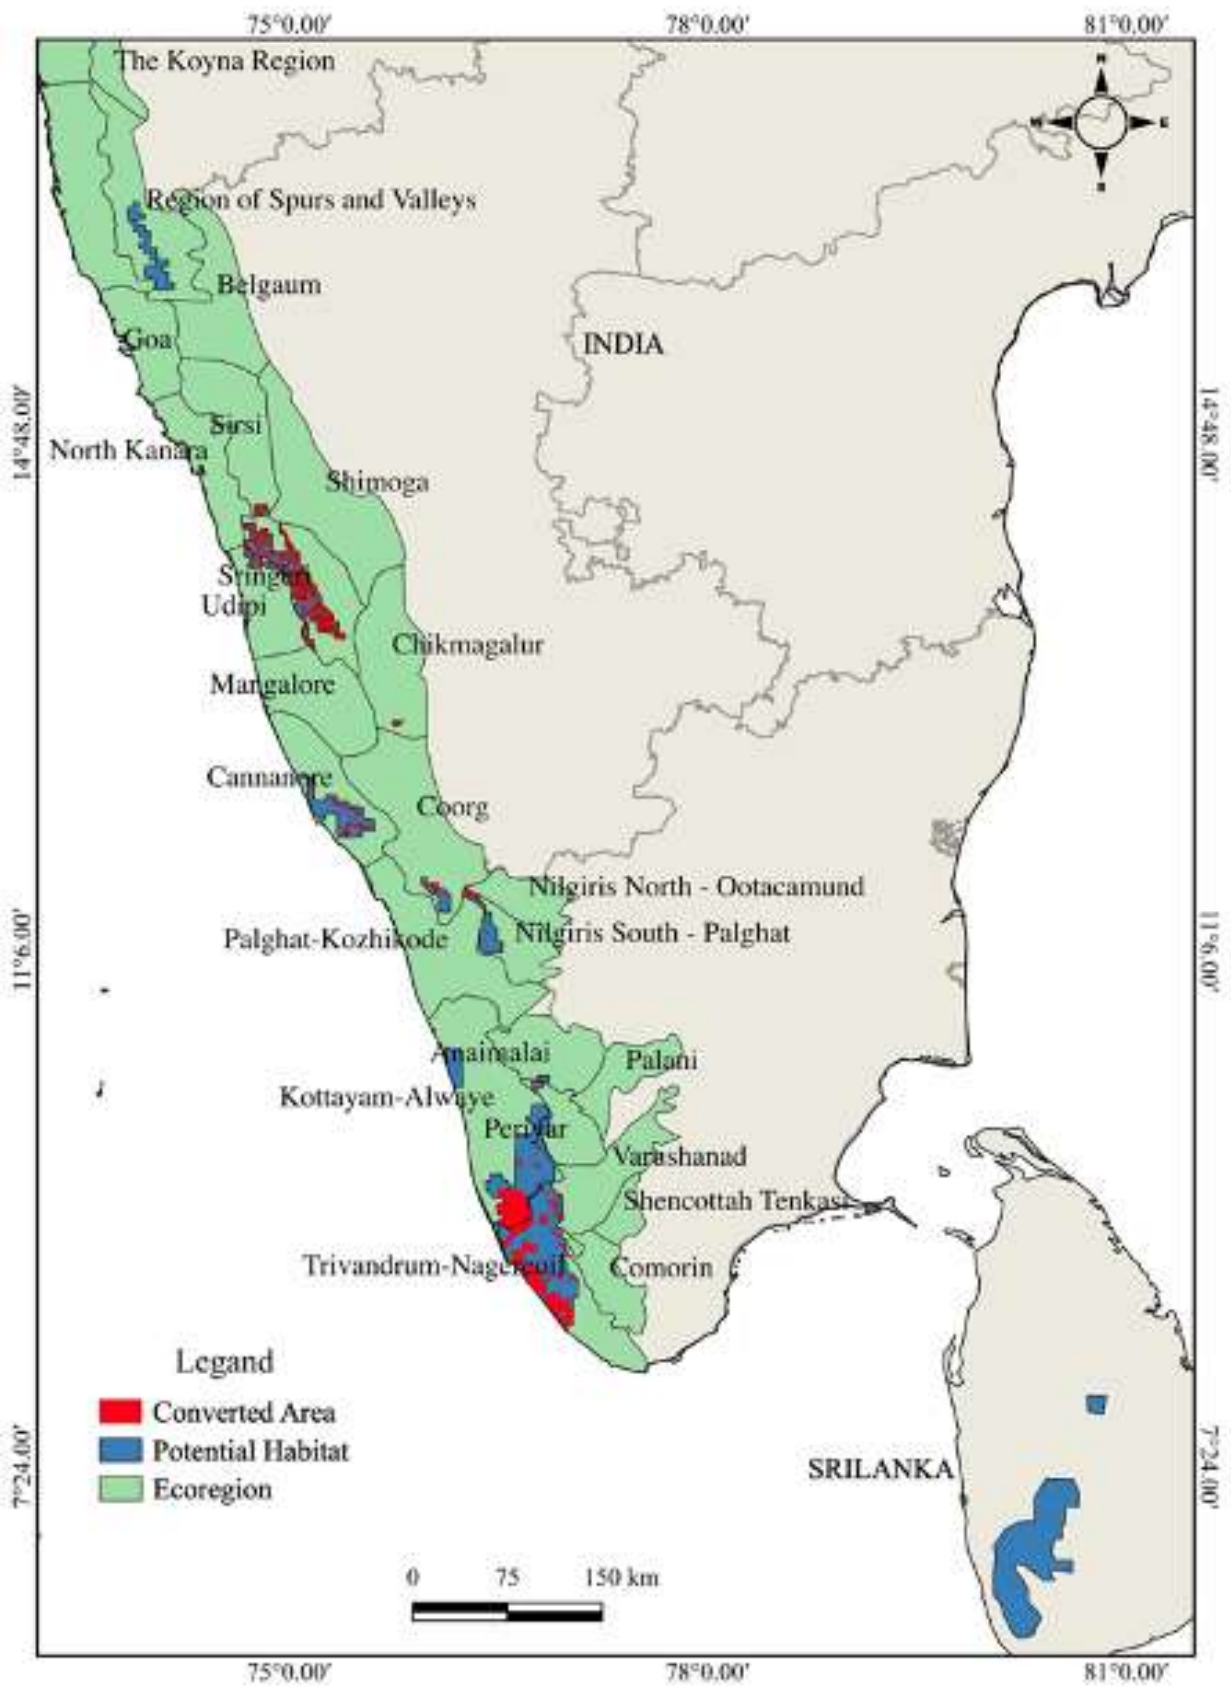 75°0.00' 78°0.00' 81°0.00'
The Koyna Region
N
W E
S
Region of Spurs and Valleys
Belgaum
Goa
INDIA
14°48.00' 14°48.00'
Sirsi
North Kanara
Shimoga
Sringeri
Udipi
Chikmagalur
Mangalore
Cannanore
Coorg
Nilgiris North - Ootacamund
Nilgiris South - Palghat
Palghat-Kozhikode
11°6.00' 11°6.00'
Anaimalai
Palani
Kottayam-Alwaye
Periyar
Varushanad
Shencottah Tenkasi
Trivandrum-Nagercoil
Comorin
Legand
Converted Area
Potential Habitat
Ecoregion
7°24.00' 7°24.00'
SRILANKA
0 75 150 km
75°0.00' 78°0.00' 81°0.00'